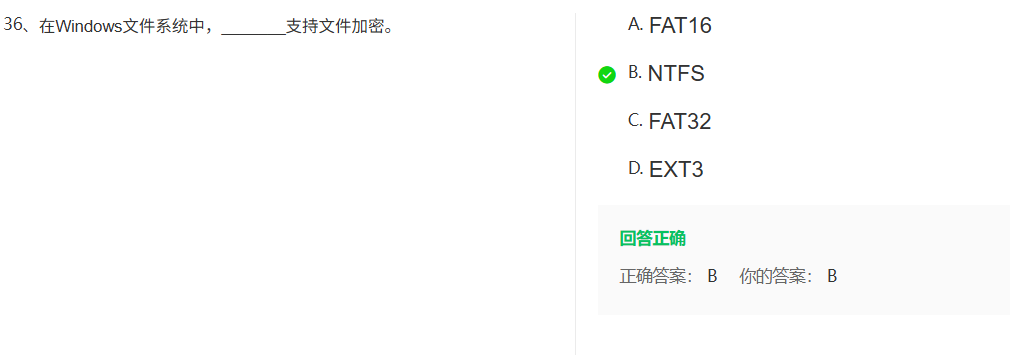 36、在Windows文件系统中，________支持文件加密。
A. FAT16
B. NTFS
C. FAT32
D. EXT3
回答正确
正确答案： B 你的答案： B